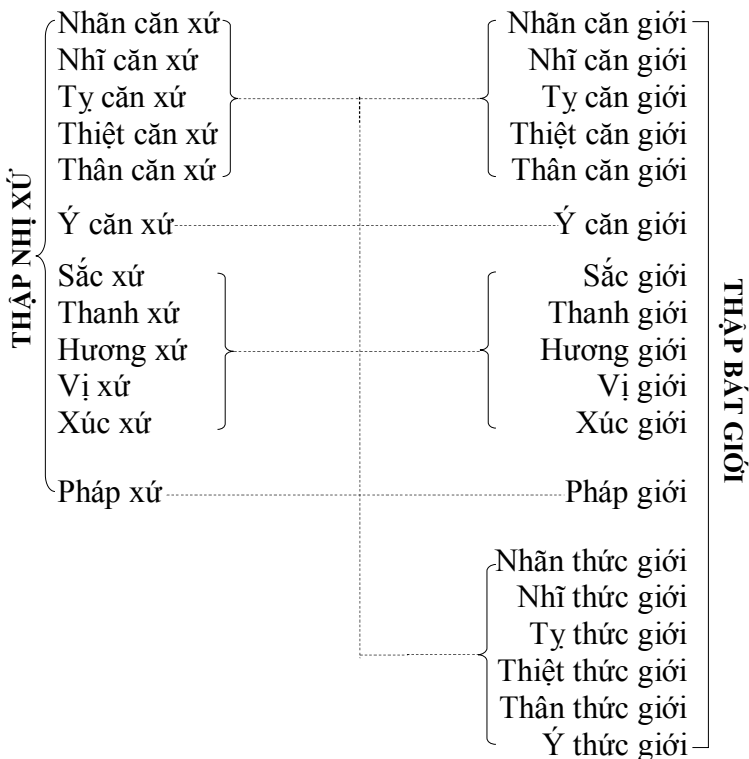 THẬP NHỊ XỨ
Nhãn căn xứ
Nhĩ căn xứ
Tỵ căn xứ
Thiệt căn xứ
Thân căn xứ
Ý căn xứ
Sắc xứ
Thanh xứ
Hương xứ
Vị xứ
Xúc xứ
Pháp xứ
Nhãn căn giới
Nhĩ căn giới
Tỵ căn giới
Thiệt căn giới
Thân căn giới
Ý căn giới
Sắc giới
Thanh giới
Hương giới
Vị giới
Xúc giới
Pháp giới
Nhãn thức giới
Nhĩ thức giới
Tỵ thức giới
Thiệt thức giới
Thân thức giới
Ý thức giới
THẬP BÁT GIỚI